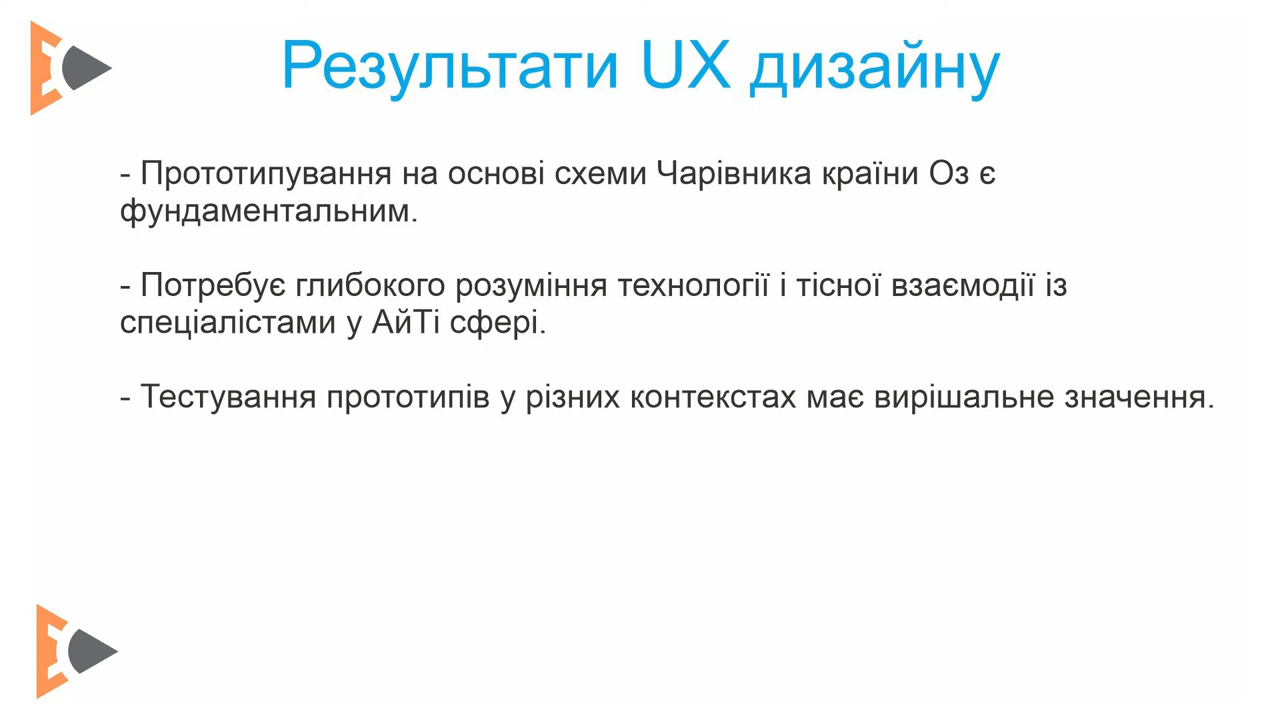 Результати UX дизайну
- Прототипування на основі схеми Чарівника країни Оз є
фундаментальним.
- Потребує глибокого розуміння технології і тісної взаємодії із
спеціалістами у АйТі сфері.
- Тестування прототипів у різних контекстах має вирішальне значення.